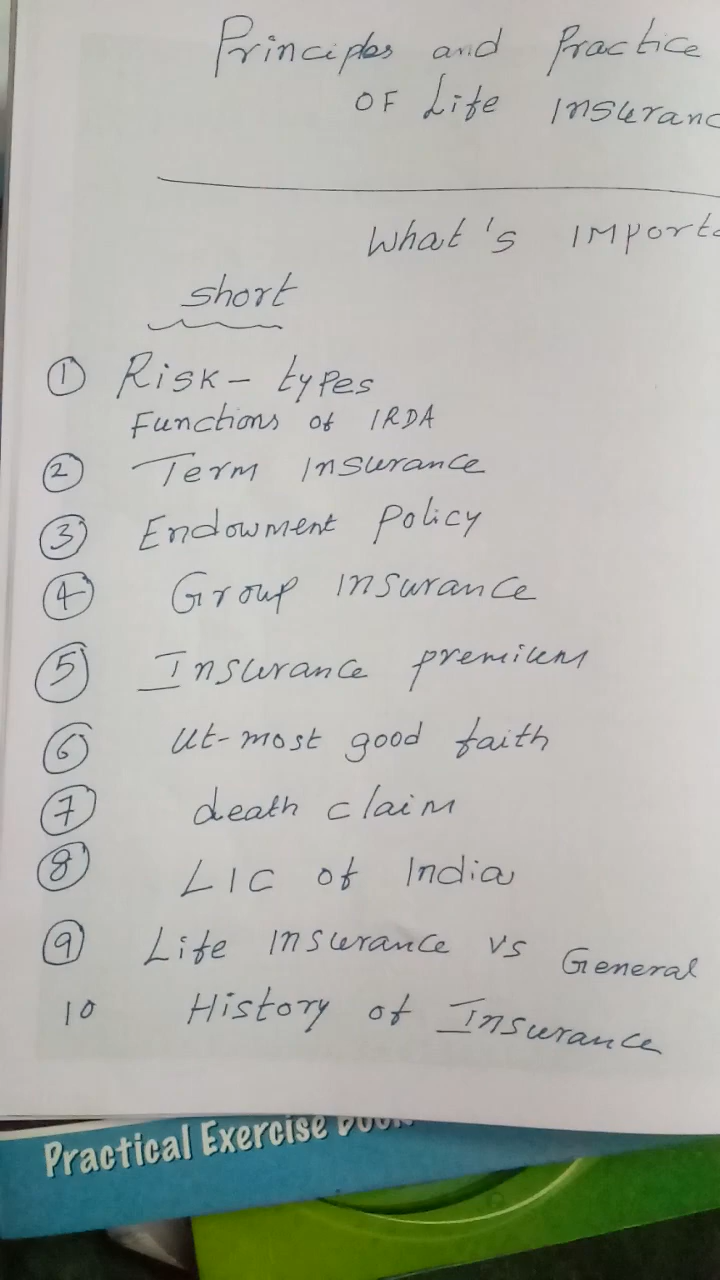 Principles and Practice
OF Life Insuranc
What's Importa
short
① Risk - types
Functions of IRDA
② Term Insurance
③ Endowment Policy
④ Group Insurance
⑤ Insurance premium
⑥ Ut-most good faith
⑦ death claim
⑧ LIC of India
⑨ Life Insurance vs General
10 History of Insurance
Practical Exercise Book